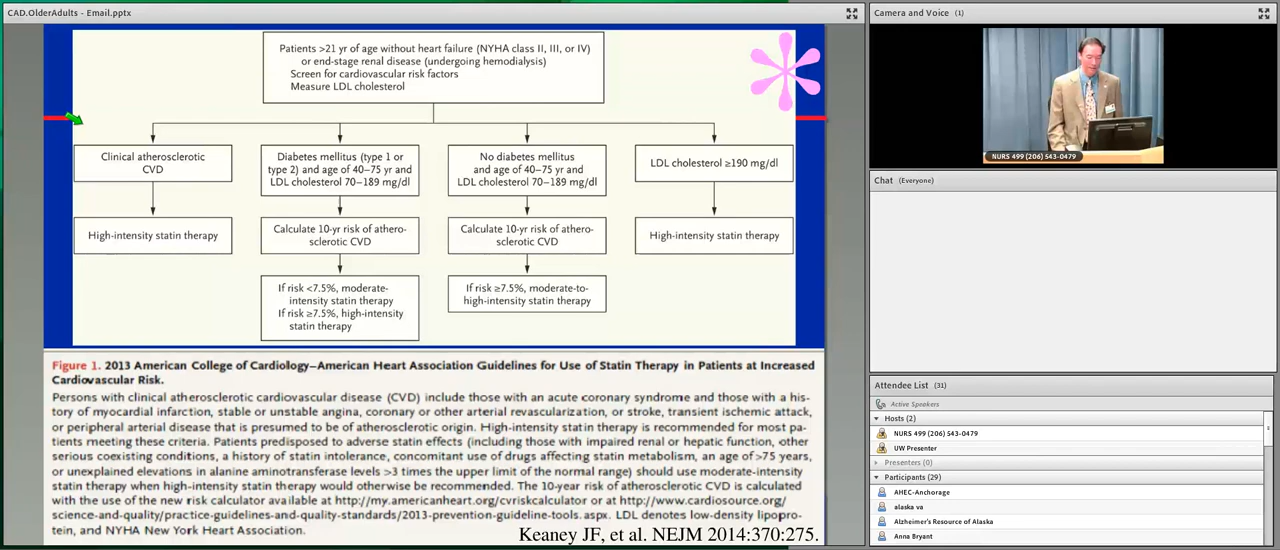 CAD.OlderAdults - Email.pptx
Patients >21 yr of age without heart failure (NYHA class II, III, or IV)
or end-stage renal disease (undergoing hemodialysis)
Screen for cardiovascular risk factors
Measure LDL cholesterol
Clinical atherosclerotic
CVD
High-intensity statin therapy
Diabetes mellitus (type 1 or
type 2) and age of 40–75 yr and
LDL cholesterol 70–189 mg/dl
Calculate 10-yr risk of athero-
sclerotic CVD
If risk <7.5%, moderate-
intensity statin therapy
If risk ≥7.5%, high-intensity
statin therapy
No diabetes mellitus
and age of 40–75 yr and
LDL cholesterol 70–189 mg/dl
Calculate 10-yr risk of athero-
sclerotic CVD
If risk ≥7.5%, moderate-to-
high-intensity statin therapy
LDL cholesterol ≥190 mg/dl
High-intensity statin therapy
Figure 1. 2013 American College of Cardiology–American Heart Association Guidelines for Use of Statin Therapy in Patients at Increased
Cardiovascular Risk.
Persons with clinical atherosclerotic cardiovascular disease (CVD) include those with an acute coronary syndrome and those with a his-
tory of myocardial infarction, stable or unstable angina, coronary or other arterial revascularization, or stroke, transient ischemic attack,
or peripheral arterial disease that is presumed to be of atherosclerotic origin. High-intensity statin therapy is recommended for most pa-
tients meeting these criteria. Patients predisposed to adverse statin effects (including those with impaired renal or hepatic function, other
serious coexisting conditions, a history of statin intolerance, concomitant use of drugs affecting statin metabolism, an age of >75 years,
or unexplained elevations in alanine aminotransferase levels >3 times the upper limit of the normal range) should use moderate-intensity
statin therapy when high-intensity statin therapy would otherwise be recommended. The 10-year risk of atherosclerotic CVD is calculated
with the use of the new risk calculator available at http://my.americanheart.org/cvriskcalculator or at http://www.cardiosource.org/
science-and-quality/practice-guidelines-and-quality-standards/2013-prevention-guideline-tools.aspx. LDL denotes low-density lipopro-
tein, and NYHA New York Heart Association.
Keaney JF, et al. NEJM 2014:370:275.
Camera and Voice (1)
NURS 499 (206) 543-0479
Chat (Everyone)
Attendee List (31)
Active Speakers
Hosts (2)
NURS 499 (206) 543-0479
UW Presenter
Presenters (0)
Participants (29)
AHEC-Anchorage
alaska va
Alzheimer's Resource of Alaska
Anna Bryant